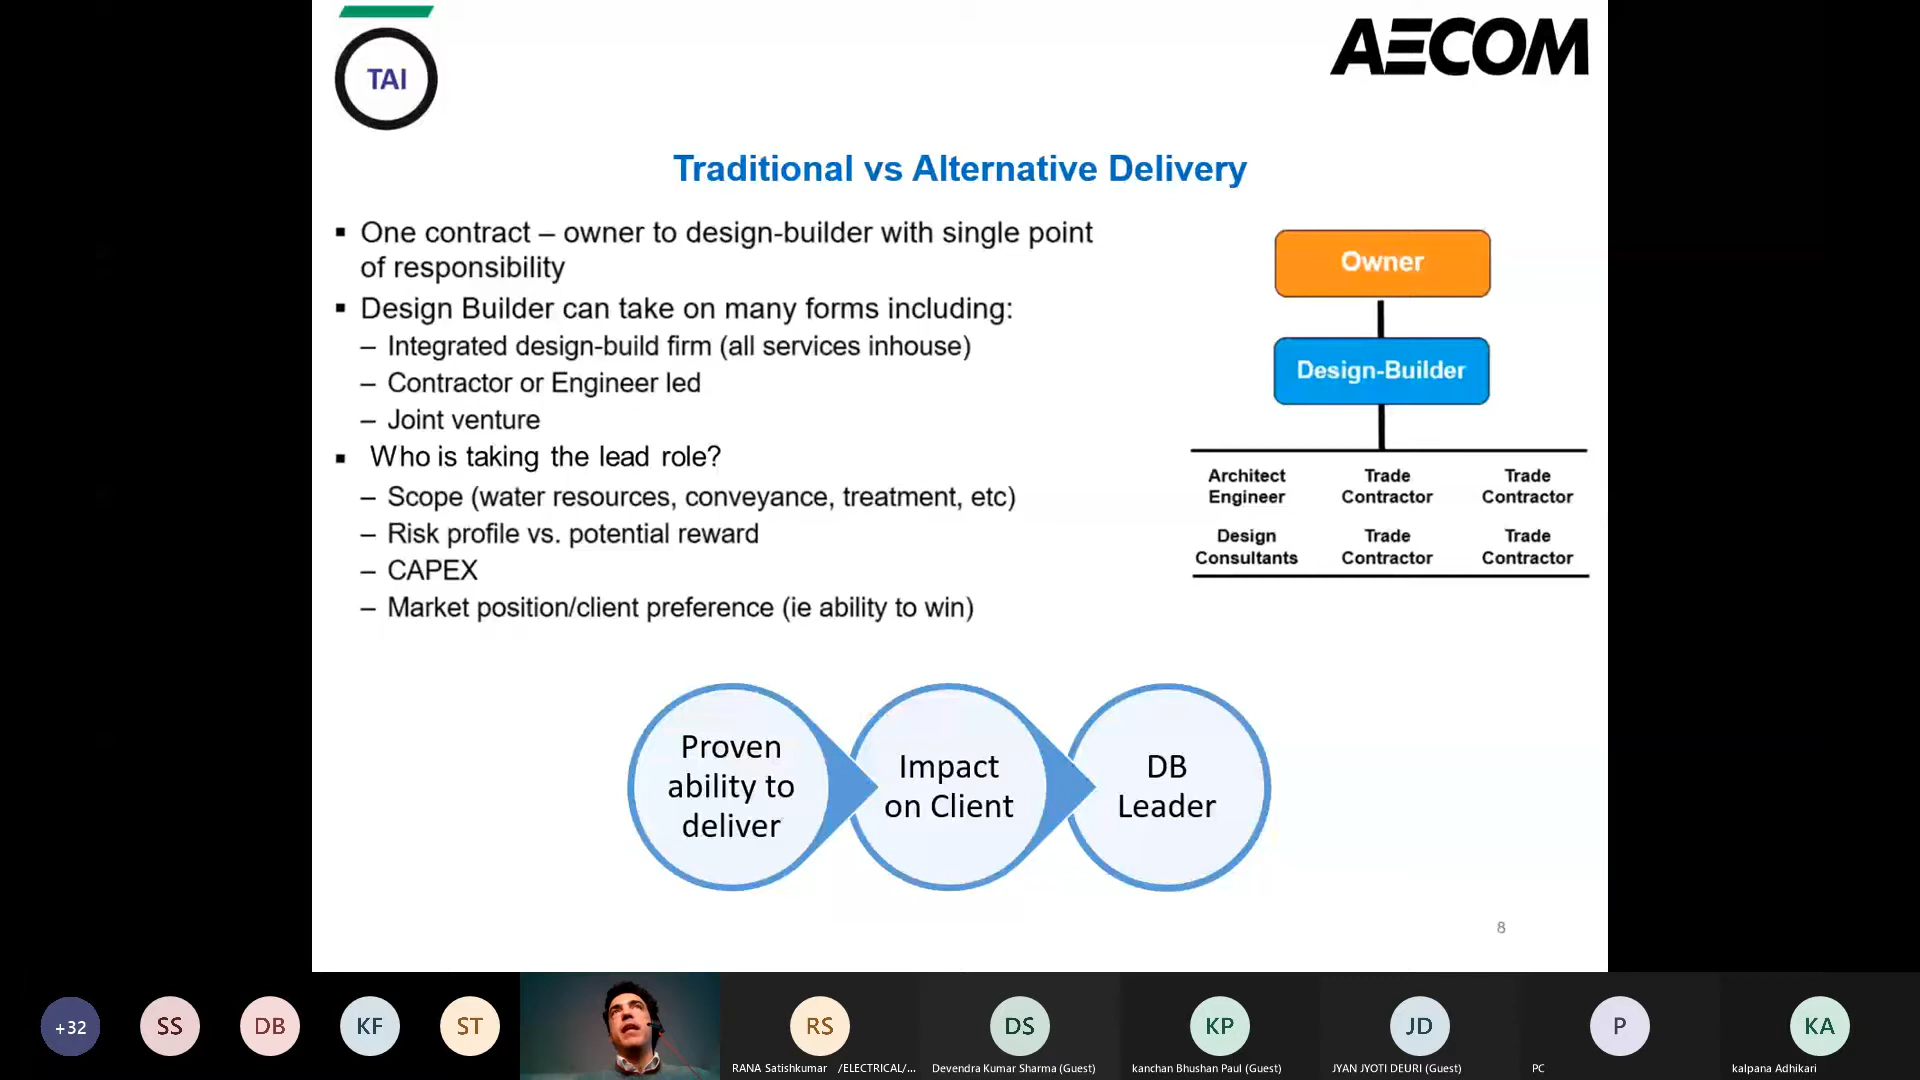 TAI
AECOM
Traditional vs Alternative Delivery
▪ One contract – owner to design-builder with single point
of responsibility
▪ Design Builder can take on many forms including:
– Integrated design-build firm (all services inhouse)
– Contractor or Engineer led
– Joint venture
▪ Who is taking the lead role?
– Scope (water resources, conveyance, treatment, etc)
– Risk profile vs. potential reward
– CAPEX
– Market position/client preference (ie ability to win)
Owner
Design-Builder
Architect
Engineer
Trade
Contractor
Trade
Contractor
Design
Consultants
Trade
Contractor
Trade
Contractor
Proven
ability to
deliver
Impact
on Client
DB
Leader
8
+32
SS
DB
KF
ST
RS
DS
KP
JD
P
KA
RANA Satishkumar /ELECTRICAL/...
Devendra Kumar Sharma (Guest)
kanchan Bhushan Paul (Guest)
JYAN JYOTI DEURI (Guest)
PC
kalpana Adhikari